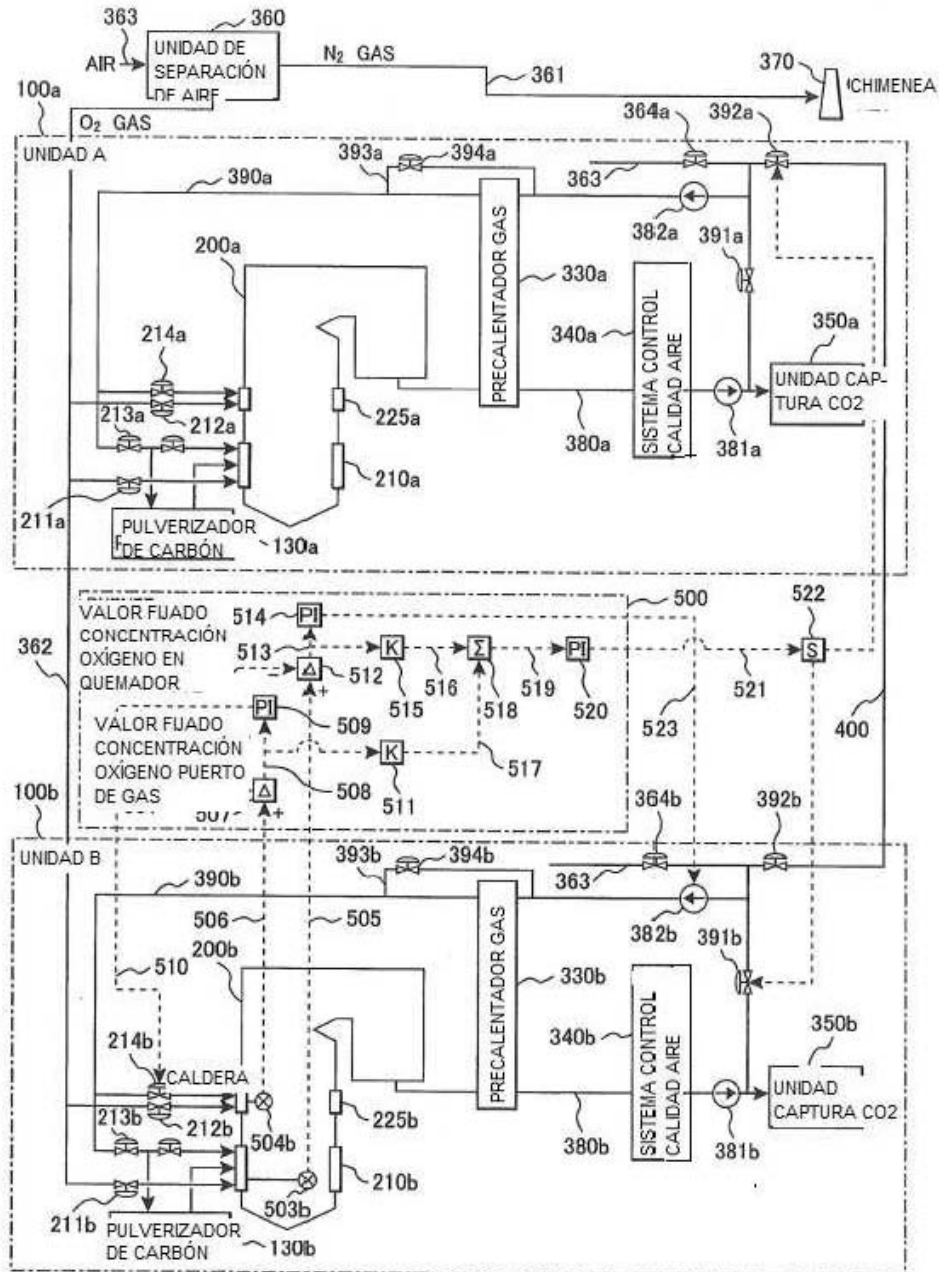 363
360
AIR
UNIDAD DE
SEPARACIÓN
DE AIRE
N₂ GAS
361
370
CHIMENEA
100a
O₂ GAS
UNIDAD A
364a
392a
393a
394a
390a
363
382a
200a
391a
330a
PRECALENTADOR GAS
340a
SISTEMA CONTROL
CALIDAD AIRE
350a
UNIDAD CAP-
TURA CO2
214a
213a
212a
225a
380a
381a
210a
211a
PULVERIZADOR
DE CARBÓN
130a
500
VALOR FIJADO
CONCENTRACIÓN
OXÍGENO EN
QUEMADOR
514
PI
522
362
513
K
Σ
PI
S
Δ
512
516
519
-
+
515
518
520
521
PI
509
523
400
VALOR FIJADO
CONCENTRACIÓN
OXÍGENO PUERTO
DE GAS
K
517
508
511
Δ
364b
392b
100b
507
+
UNIDAD B
393b
394b
390b
363
506
505
382b
510
200b
391b
330b
PRECALENTADOR GAS
340b
SISTEMA CONTROL
CALIDAD AIRE
350b
UNIDAD
CAPTURA CO2
214b
CALDERA
213b
212b
504b
225b
380b
381b
503b
210b
211b
PULVERIZADOR
DE CARBÓN
130b